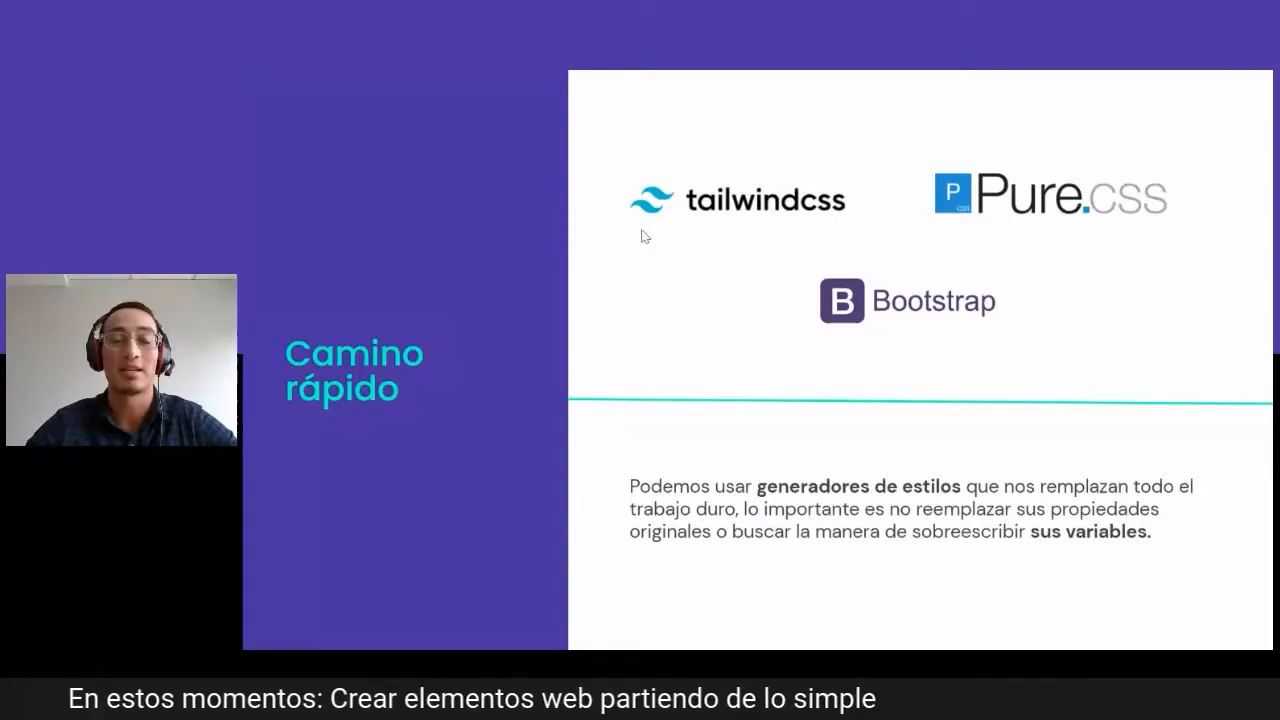 tailwindcss
P
css
Pure.css
B Bootstrap
Camino
rápido
Podemos usar generadores de estilos que nos remplazan todo el
trabajo duro, lo importante es no reemplazar sus propiedades
originales o buscar la manera de sobreescribir sus variables.
En estos momentos: Crear elementos web partiendo de lo simple